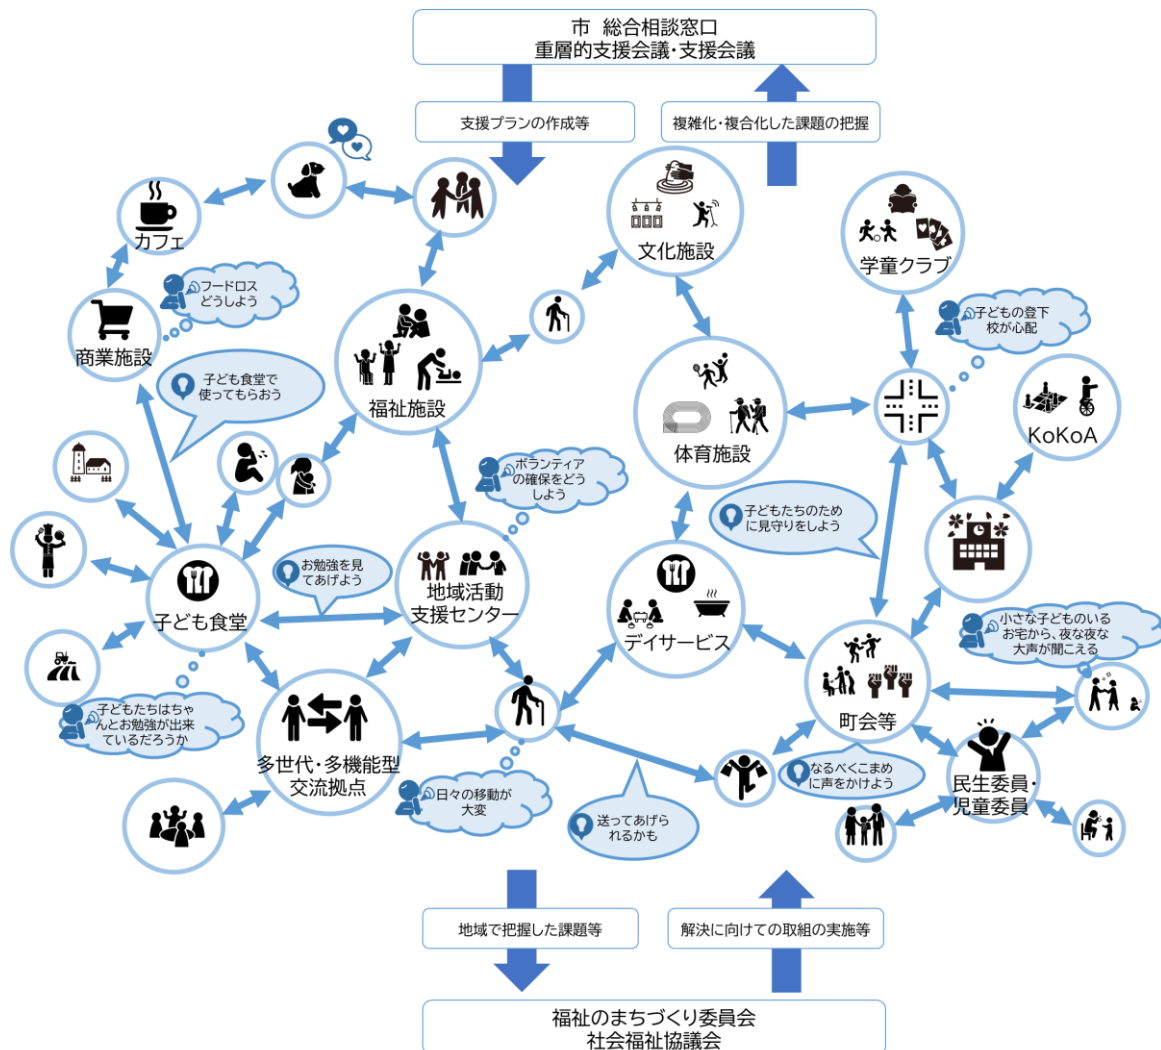 市　総合相談窓口
重層的支援会議・支援会議
支援プランの作成等
複雑化・複合化した課題の把握
カフェ
文化施設
学童クラブ
フードロス
どうしよう
商業施設
子どもの登下
校が心配
子ども食堂で
使ってもらおう
福祉施設
体育施設
KoKoA
ボランティア
の確保をどう
しよう
子どもたちのため
に見守りをしよう
お勉強を見
てあげよう
地域活動
支援センター
子ども食堂
デイサービス
小さな子どものいる
お宅から、夜な夜な
大声が聞こえる
子どもたちはちゃ
んとお勉強が出来
ているだろうか
町会等
多世代・多機能型
交流拠点
日々の移動が
大変
なるべくこまめ
に声をかけよう
民生委員・
児童委員
送ってあげら
れるかも
地域で把握した課題等
解決に向けての取組の実施等
福祉のまちづくり委員会
社会福祉協議会